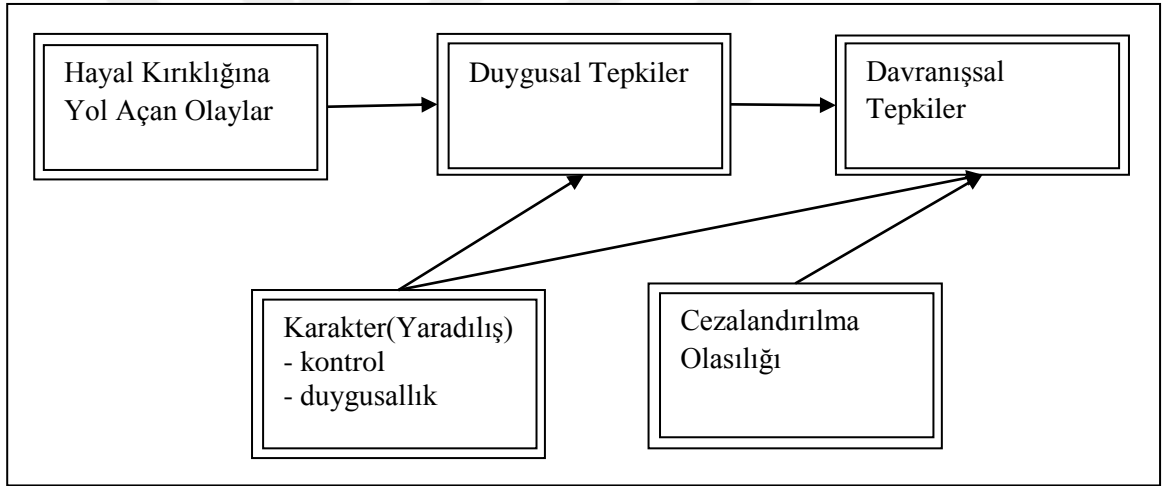 Hayal Kırıklığına
Yol Açan Olaylar
Duygusal Tepkiler
Davranışsal
Tepkiler
Karakter(Yaradılış)
- kontrol
- duygusallık
Cezalandırılma
Olasılığı